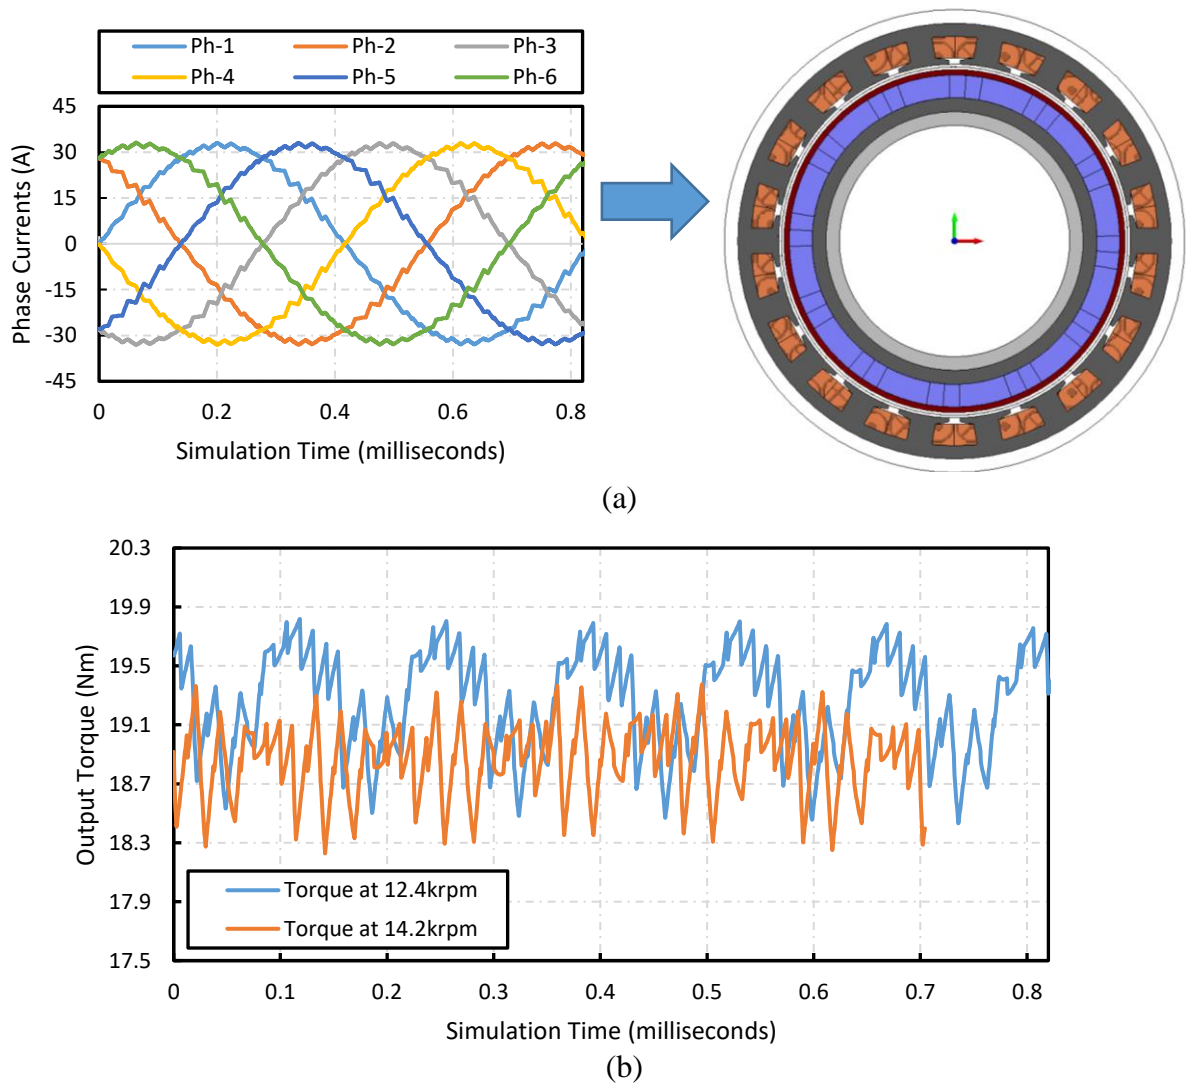 Ph-1 Ph-2 Ph-3
Ph-4 Ph-5 Ph-6
45
30
15
0
-15
-30
-45
Phase Currents (A)
0 0.2 0.4 0.6 0.8
Simulation Time (milliseconds)
(a)
20.3
19.9
19.5
19.1
18.7
18.3
17.9
17.5
Output Torque (Nm)
Torque at 12.4krpm
Torque at 14.2krpm
0 0.1 0.2 0.3 0.4 0.5 0.6 0.7 0.8
Simulation Time (milliseconds)
(b)